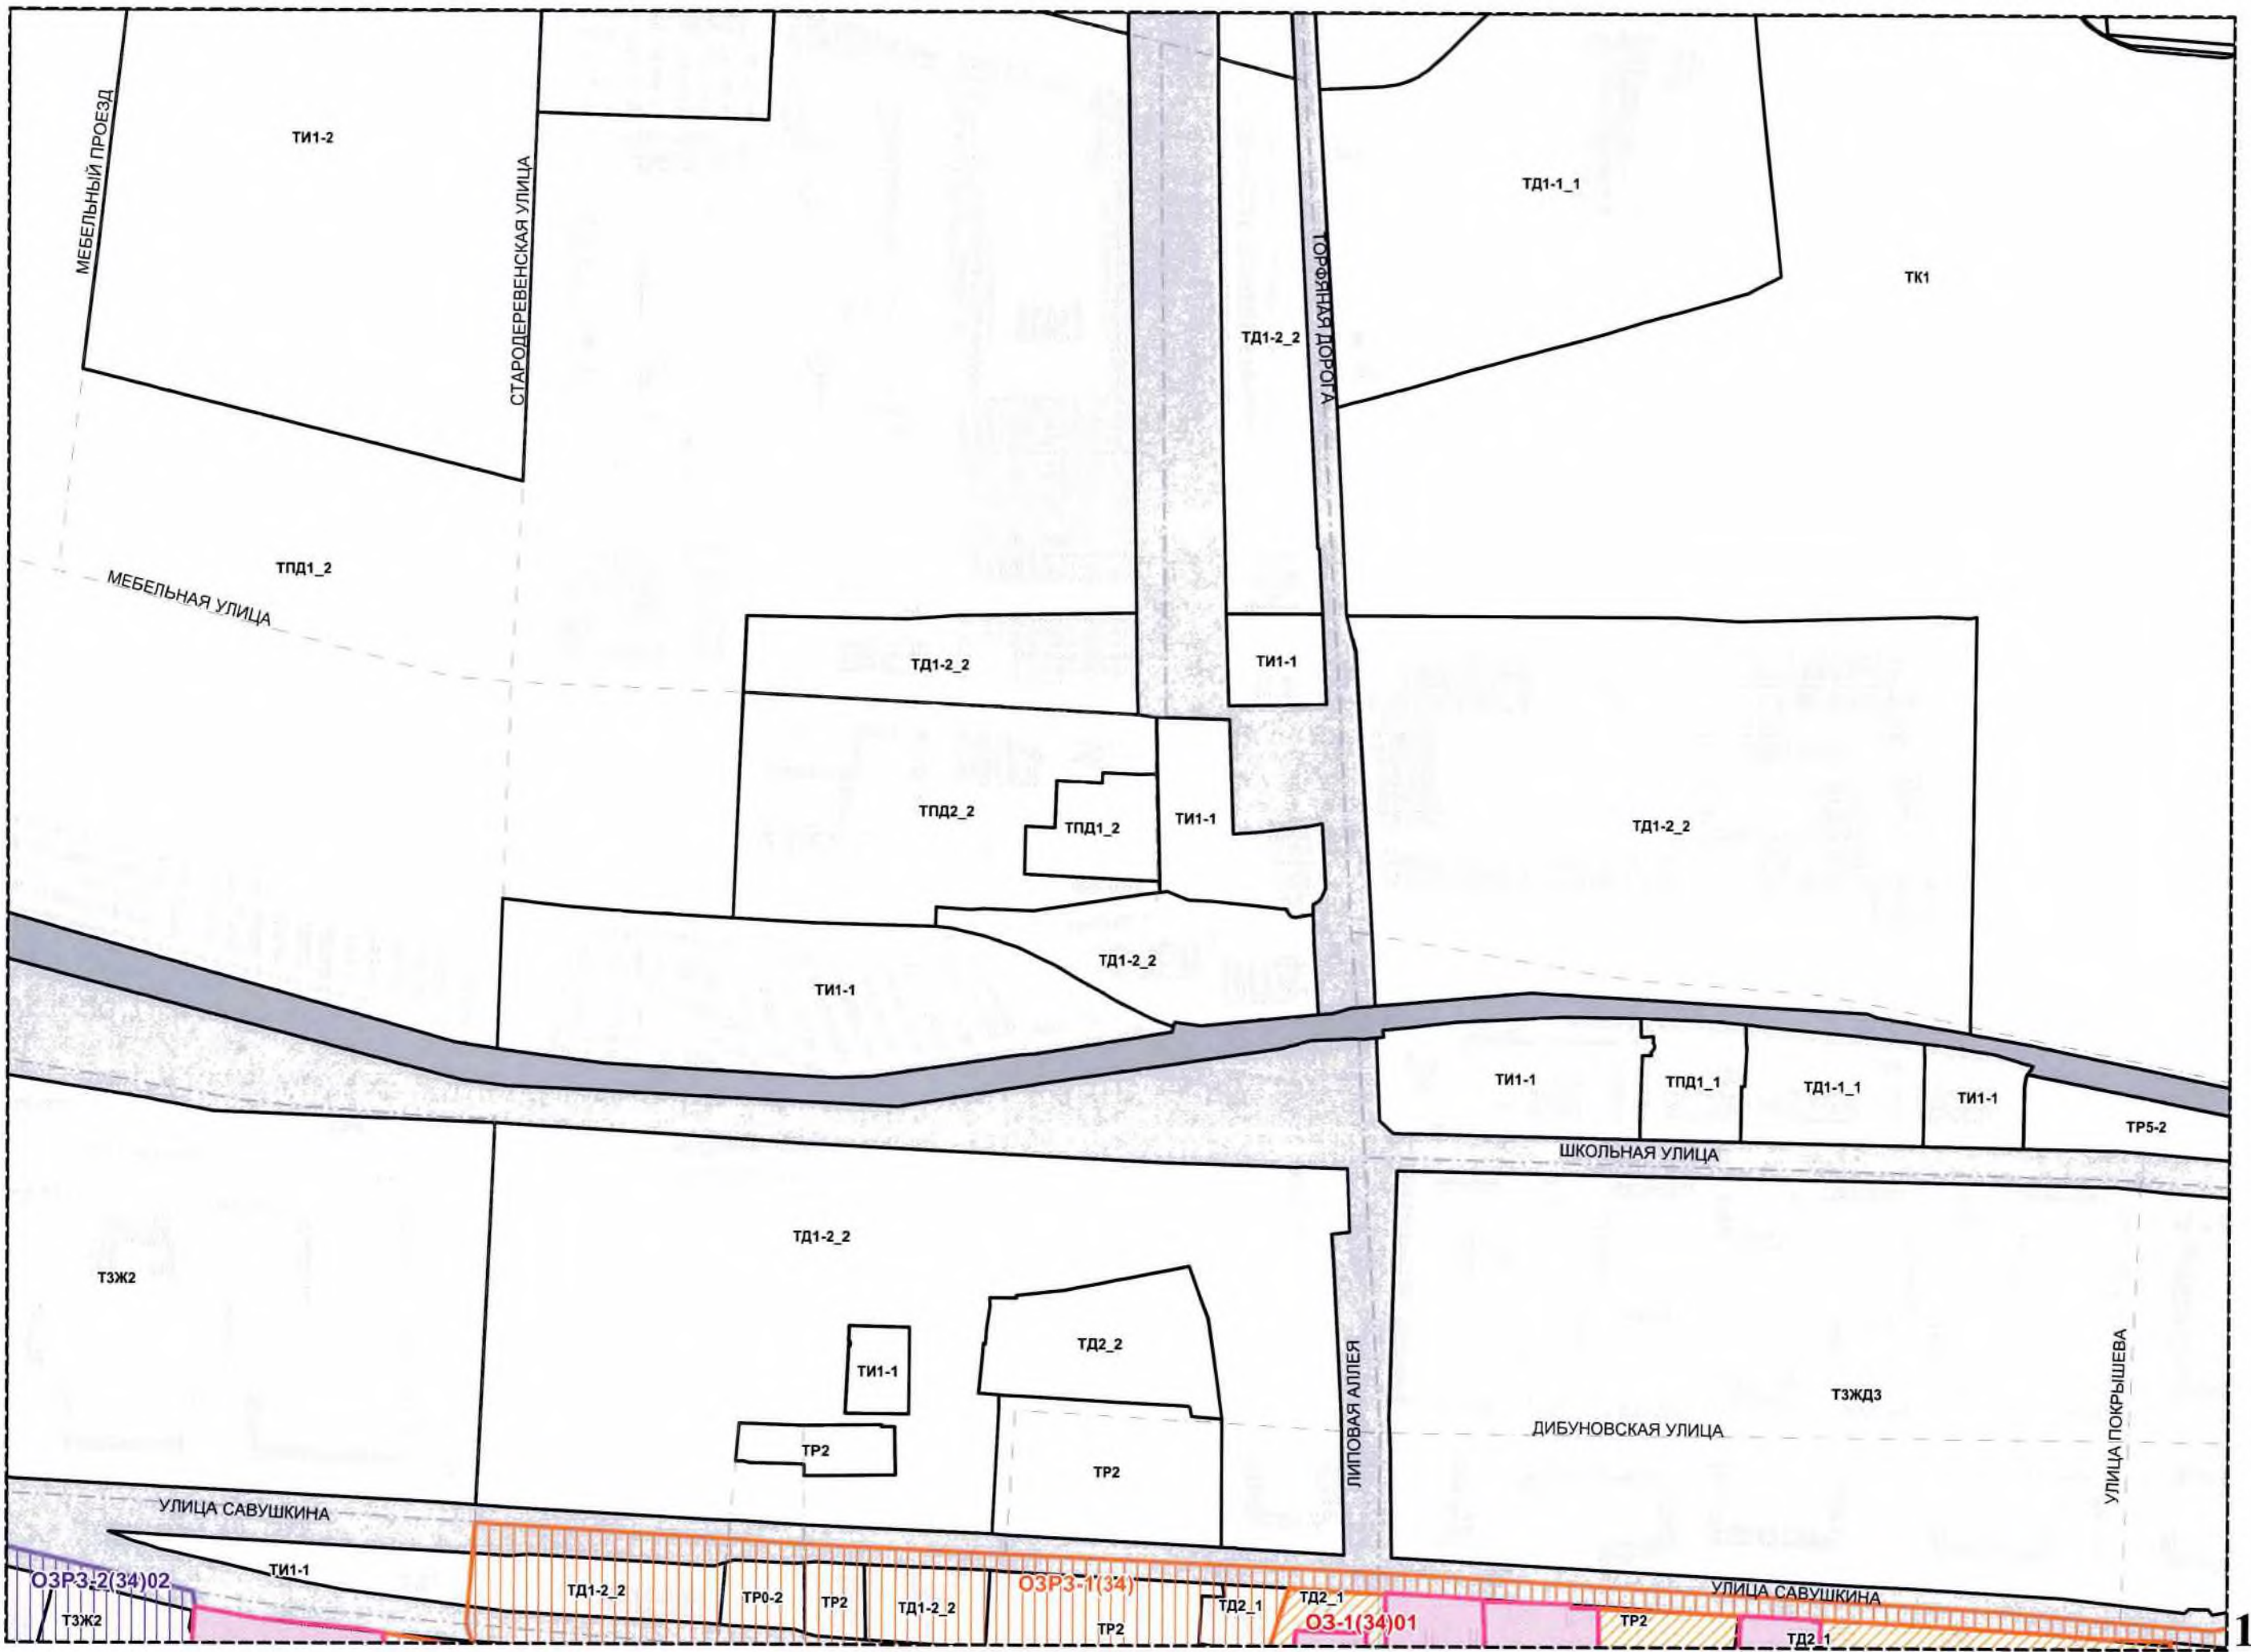 МЕБЕЛЬНЫЙ ПРОЕЗД
ТИ1-2
СТАРОДЕРЕВЕНСКАЯ УЛИЦА
ТД1-1_1
ТОРФЯНАЯ ДОРОГА
ТК1
ТД1-2_2
ТПД1_2
МЕБЕЛЬНАЯ УЛИЦА
ТД1-2_2
ТИ1-1
ТПД2_2
ТПД1_2
ТИ1-1
ТД1-2_2
ТД1-2_2
ТИ1-1
ТИ1-1
ТПД1_1
ТД1-1_1
ТИ1-1
ТР5-2
ШКОЛЬНАЯ УЛИЦА
ТД1-2_2
Т3Ж2
ТД2_2
ТИ1-1
ЛИПОВАЯ АЛЛЕЯ
Т3ЖД3
УЛИЦА ПОКРЫШЕВА
ДИБУНОВСКАЯ УЛИЦА
ТР2
ТР2
УЛИЦА САВУШКИНА
ТИ1-1
ОЗРЗ-2(34)02
Т3Ж2
ТД1-2_2
ТР0-2
ТР2
ТД1-2_2
ОЗРЗ-1(34)
ТР2
ТД2_1
ТД2_1
ОЗ-1(34)01
ТР2
УЛИЦА САВУШКИНА
ТД2_1
1